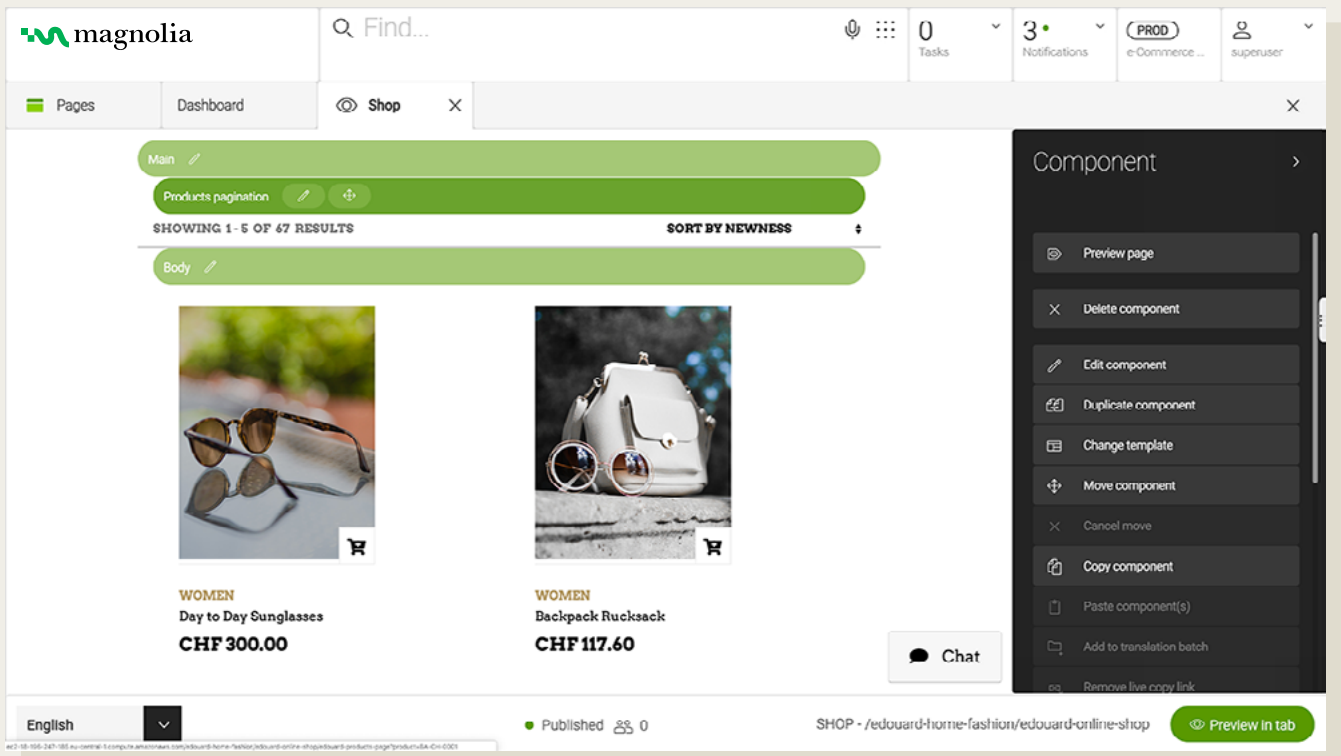 magnolia
Find...
0
Tasks
3
Notifications
PROD
e-Commerce ...
superuser
Pages
Dashboard
Shop
Main
Products pagination
SHOWING 1-5 OF 67 RESULTS
SORT BY NEWNESS
Body
WOMEN
Day to Day Sunglasses
CHF 300.00
WOMEN
Backpack Rucksack
CHF 117.60
Chat
Component
Preview page
Delete component
Edit component
Duplicate component
Change template
Move component
Cancel move
Copy component
Paste component(s)
Add to translation batch
Remove live copy link
English
Published
0
SHOP - /edouard-home-fashion/edouard-online-shop
Preview in tab